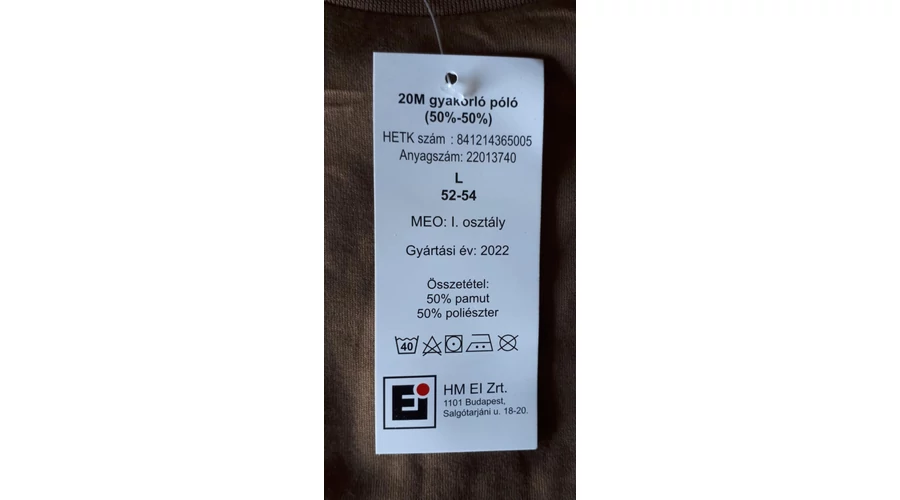 20M gyakorló póló
(50%-50%)
HETK szám : 841214365005
Anyagszám: 22013740
L
52-54
MEO: I. osztály
Gyártási év: 2022
Összetétel:
50% pamut
50% poliészter
40
Ei
HM EI Zrt.
1101 Budapest,
Salgótarjáni u. 18-20.